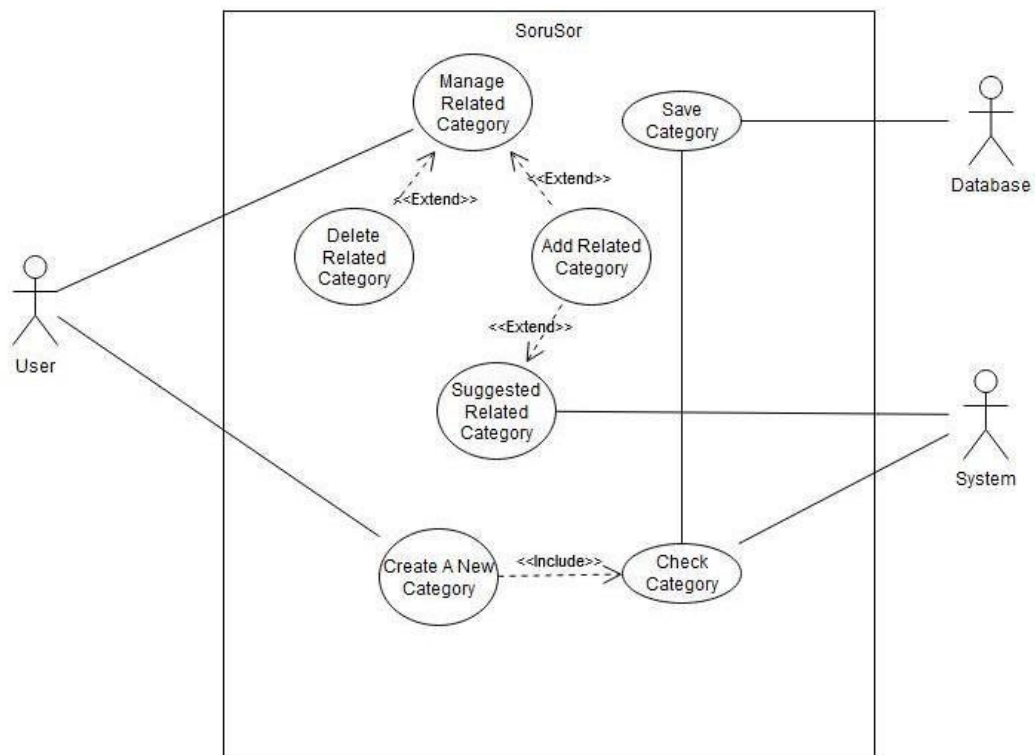 SoruSor
Manage
Related
Category
Save
Category
Database
<<Extend>>
<<Extend>>
Delete
Related
Category
Add Related
Category
User
<<Extend>>
Suggested
Related
Category
System
Create A New
Category
<<Include>>
Check
Category